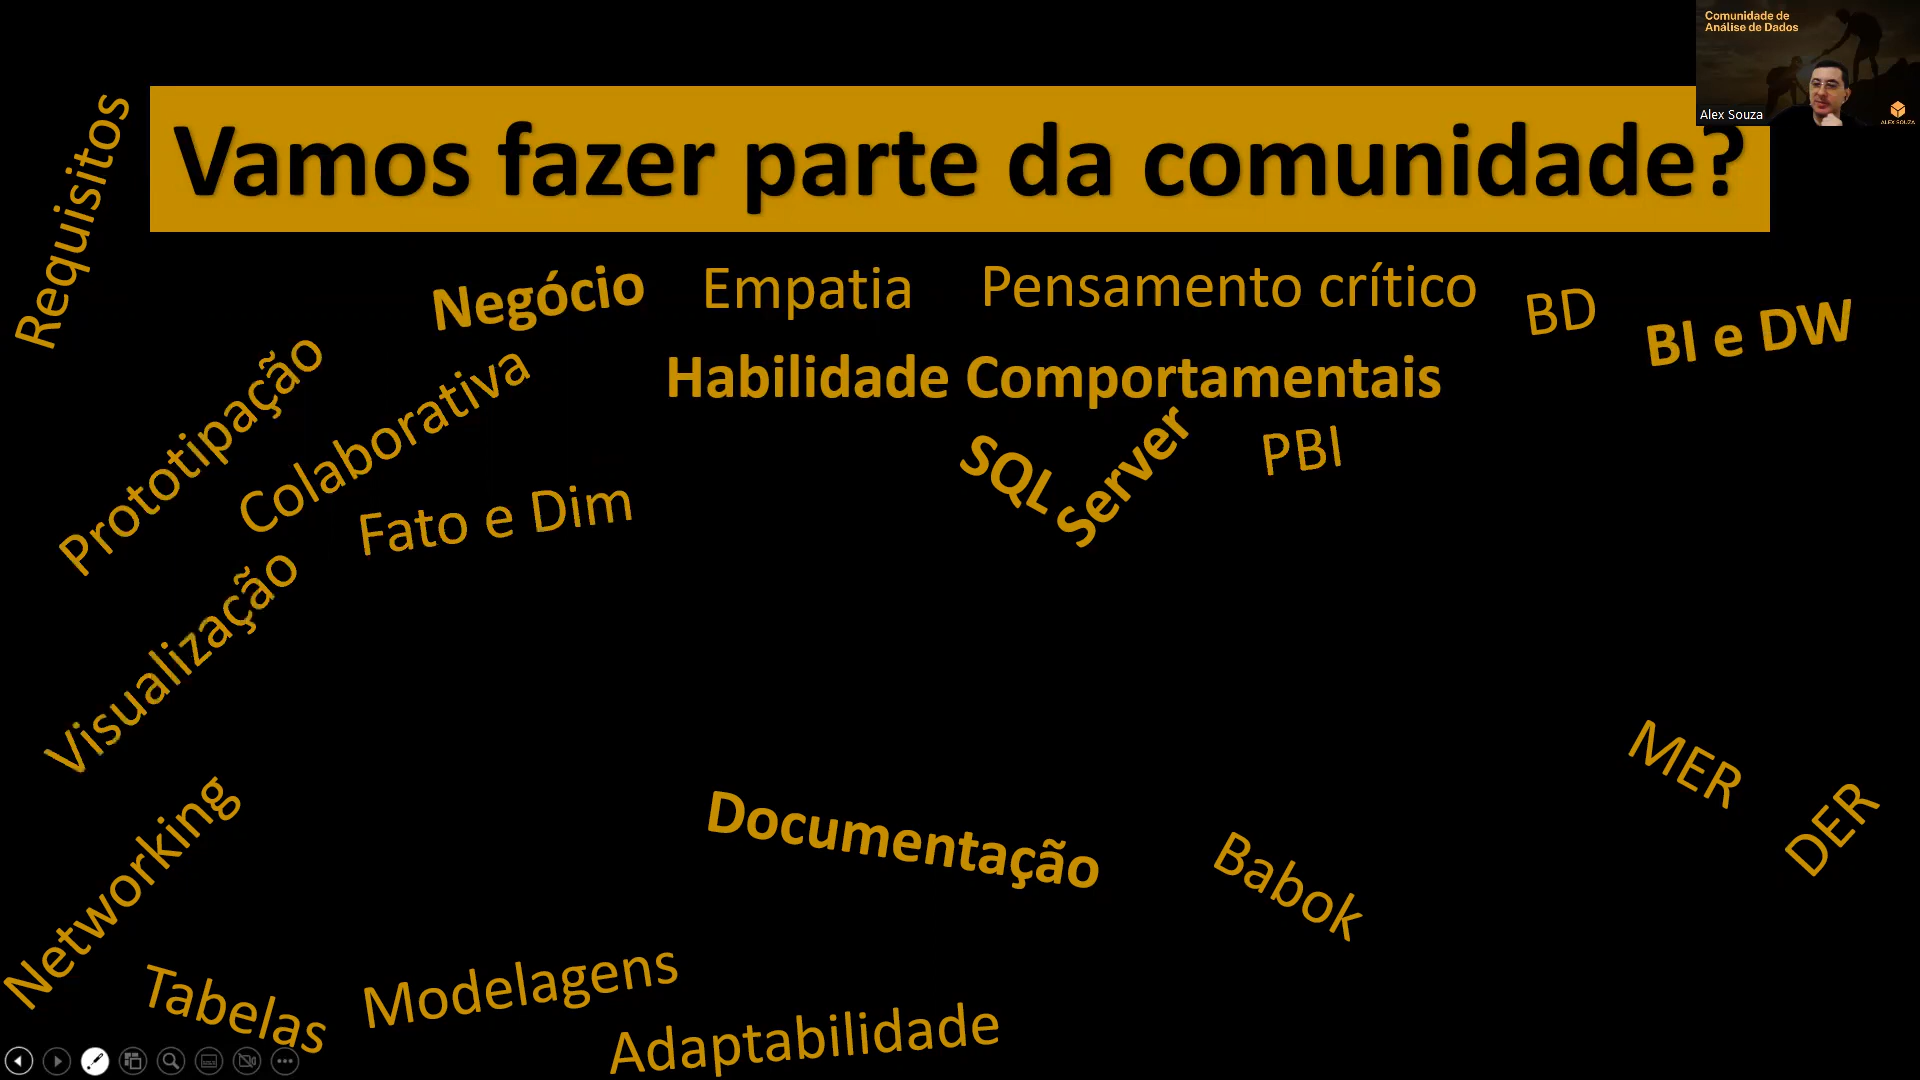 Comunidade de
Análise de Dados
Alex Souza
ALEX SOUZA
Vamos fazer parte da comunidade?
Requisitos
Negócio
Empatia
Pensamento crítico
BD
BI e DW
Prototipação
Colaborativa
Habilidade Comportamentais
SQL
Server
PBI
Fato e Dim
Visualização
MER
DER
Networking
Documentação
Babok
Tabelas
Modelagens
Adaptabilidade